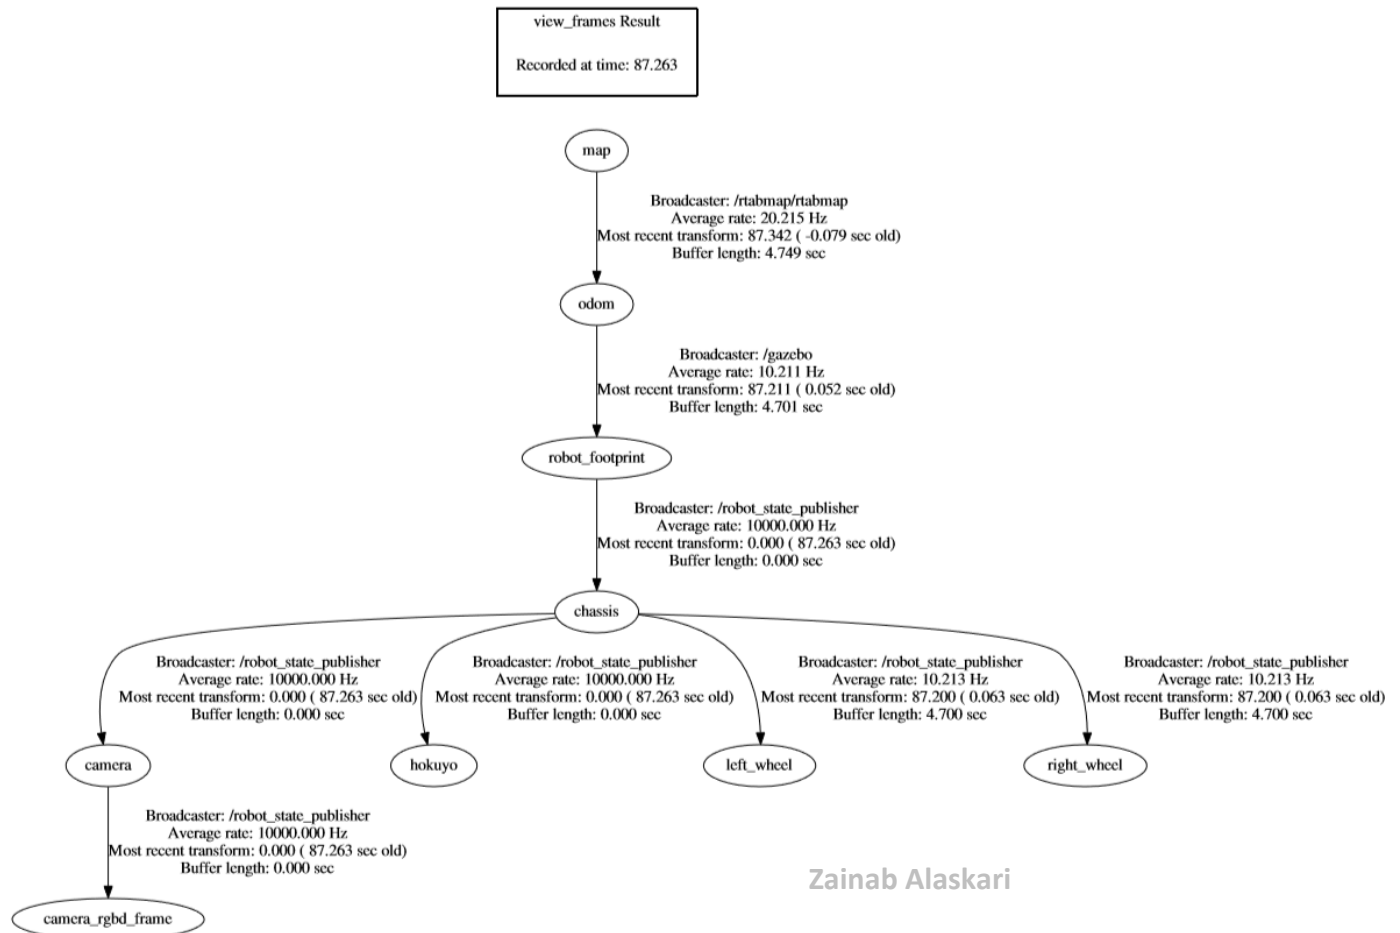 view_frames Result
Recorded at time: 87.263
map
Broadcaster: /rtabmap/rtabmap
Average rate: 20.215 Hz
Most recent transform: 87.342 ( -0.079 sec old)
Buffer length: 4.749 sec
odom
Broadcaster: /gazebo
Average rate: 10.211 Hz
Most recent transform: 87.211 ( 0.052 sec old)
Buffer length: 4.701 sec
robot_footprint
Broadcaster: /robot_state_publisher
Average rate: 10000.000 Hz
Most recent transform: 0.000 ( 87.263 sec old)
Buffer length: 0.000 sec
chassis
Broadcaster: /robot_state_publisher
Average rate: 10000.000 Hz
Most recent transform: 0.000 ( 87.263 sec old)
Buffer length: 0.000 sec
Broadcaster: /robot_state_publisher
Average rate: 10000.000 Hz
Most recent transform: 0.000 ( 87.263 sec old)
Buffer length: 0.000 sec
Broadcaster: /robot_state_publisher
Average rate: 10.213 Hz
Most recent transform: 87.200 ( 0.063 sec old)
Buffer length: 4.700 sec
Broadcaster: /robot_state_publisher
Average rate: 10.213 Hz
Most recent transform: 87.200 ( 0.063 sec old)
Buffer length: 4.700 sec
camera
hokuyo
left_wheel
right_wheel
Broadcaster: /robot_state_publisher
Average rate: 10000.000 Hz
Most recent transform: 0.000 ( 87.263 sec old)
Buffer length: 0.000 sec
Zainab Alaskari
camera_rgbd_frame